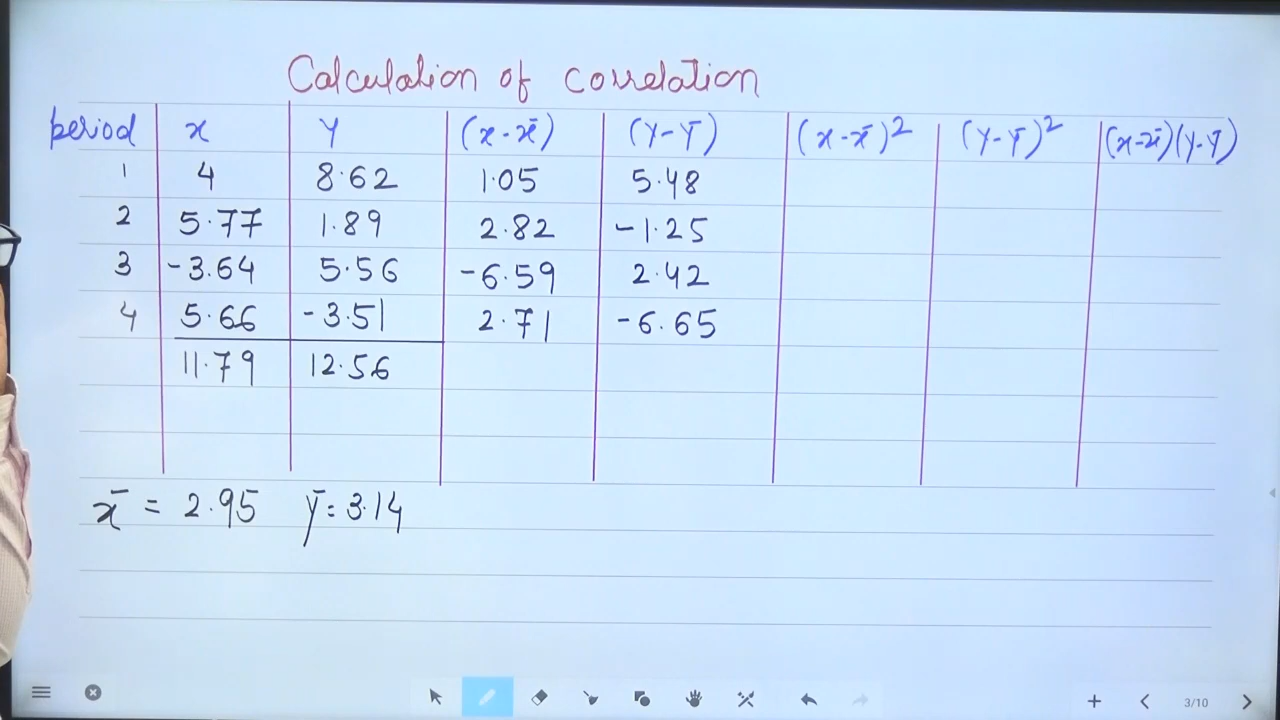 Calculation of correlation
period x Y (x-x̄) (Y-Ȳ) (x-x̄)² (Y-Ȳ)² (x-x̄)(Y-Ȳ)
1 4 8.62 1.05 5.48
2 5.77 1.89 2.82 -1.25
3 -3.64 5.56 -6.59 2.42
4 5.66 -3.51 2.71 -6.65
11.79 12.56
x̄ = 2.95 Ȳ = 3.14
3/10